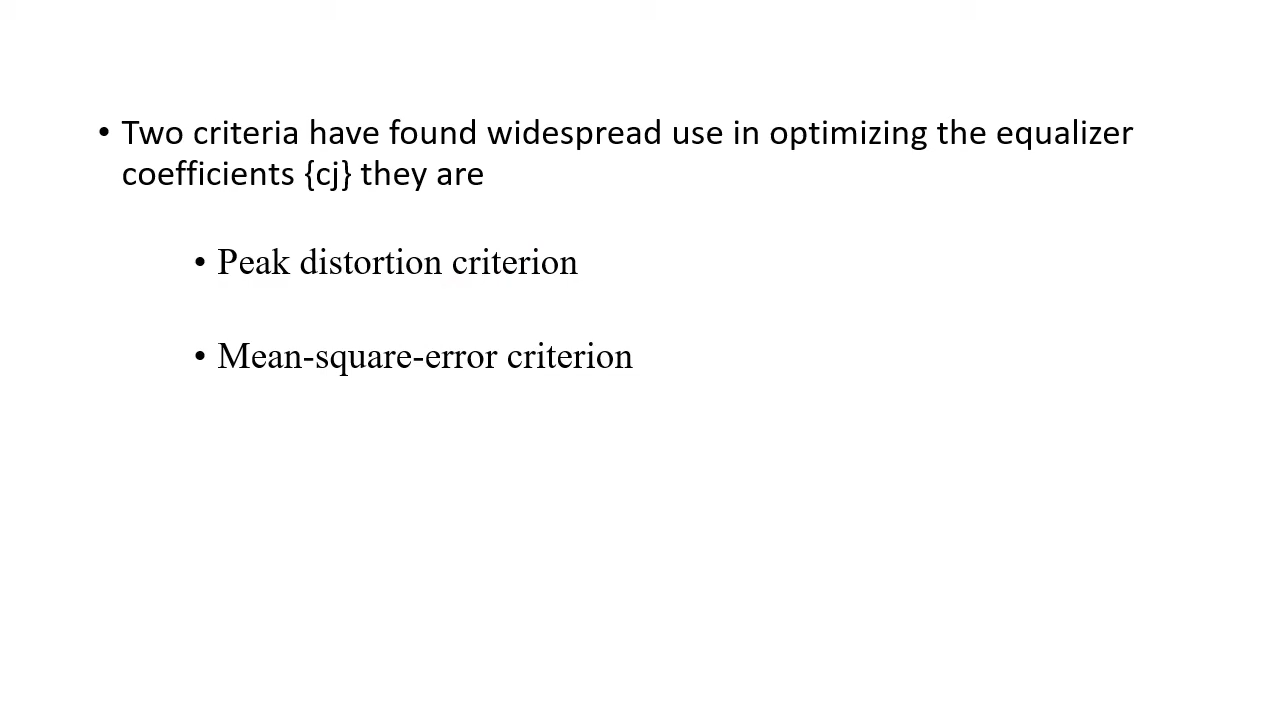 • Two criteria have found widespread use in optimizing the equalizer
coefficients {cj} they are
• Peak distortion criterion
• Mean-square-error criterion